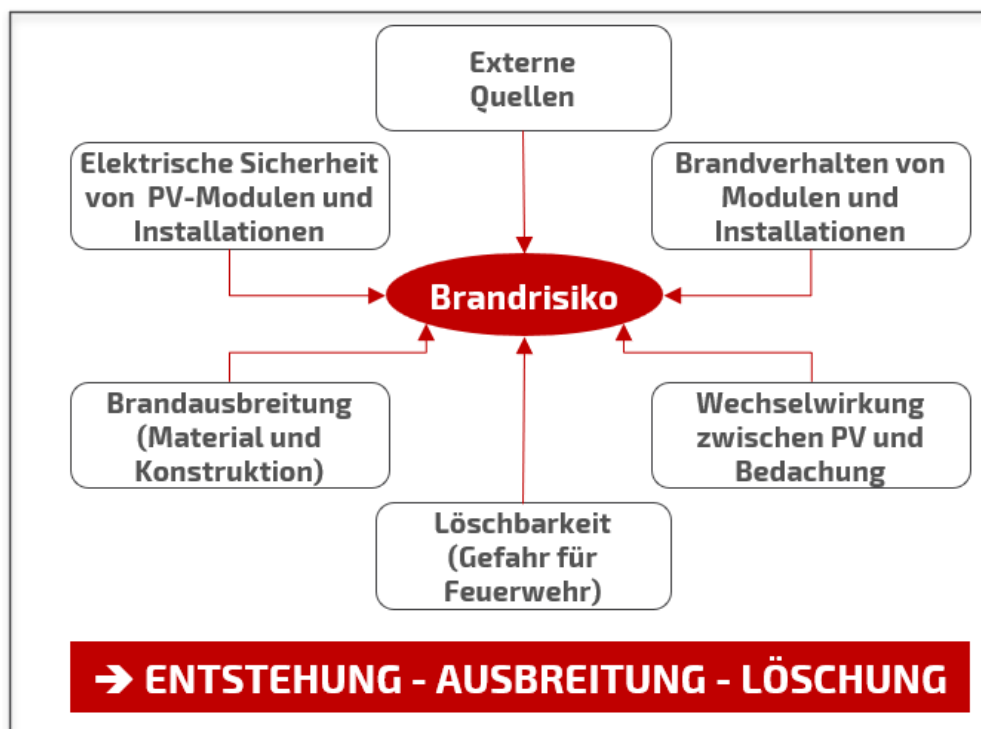 Externe
Quellen
Elektrische Sicherheit
von PV-Modulen und
Installationen
Brandverhalten von
Modulen und
Installationen
Brandrisiko
Brandausbreitung
(Material und
Konstruktion)
Wechselwirkung
zwischen PV und
Bedachung
Löschbarkeit
(Gefahr für
Feuerwehr)
➔ ENTSTEHUNG - AUSBREITUNG - LÖSCHUNG